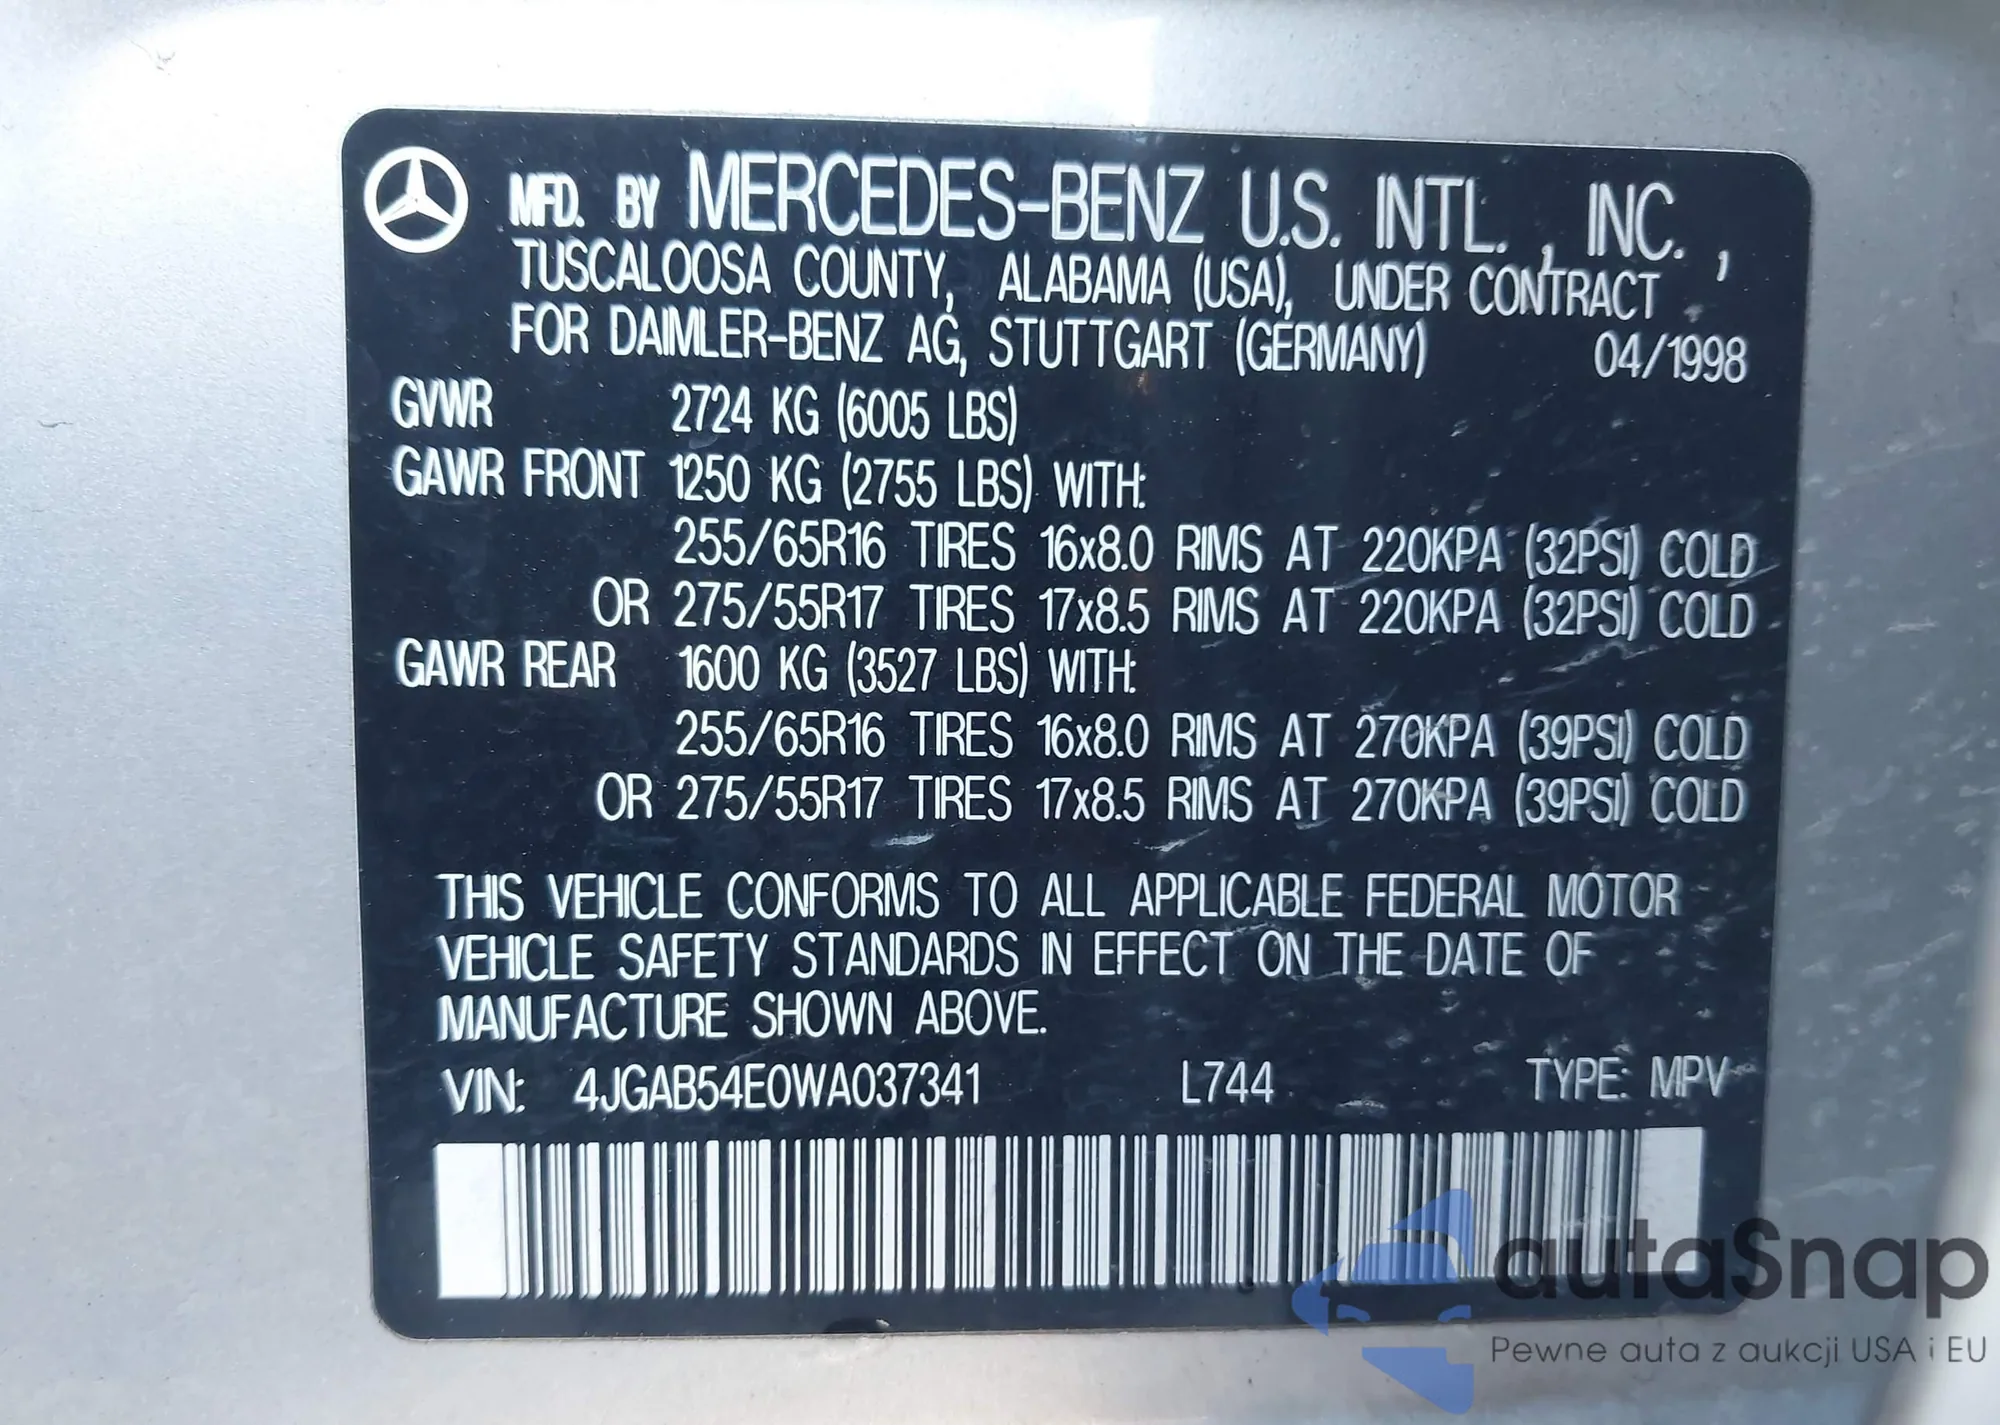 MFD. BY MERCEDES-BENZ U.S. INTL. , INC. ,
TUSCALOOSA COUNTY, ALABAMA (USA), UNDER CONTRACT
FOR DAIMLER-BENZ AG, STUTTGART (GERMANY) 04/1998
GVWR 2724 KG (6005 LBS)
GAWR FRONT 1250 KG (2755 LBS) WITH:
255/65R16 TIRES 16x8.0 RIMS AT 220KPA (32PSI) COLD
OR 275/55R17 TIRES 17x8.5 RIMS AT 220KPA (32PSI) COLD
GAWR REAR 1600 KG (3527 LBS) WITH:
255/65R16 TIRES 16x8.0 RIMS AT 270KPA (39PSI) COLD
OR 275/55R17 TIRES 17x8.5 RIMS AT 270KPA (39PSI) COLD
THIS VEHICLE CONFORMS TO ALL APPLICABLE FEDERAL MOTOR
VEHICLE SAFETY STANDARDS IN EFFECT ON THE DATE OF
MANUFACTURE SHOWN ABOVE.
VIN: 4JGAB54E0WA037341 L744 TYPE: MPV
autaSnap
Pewne auta z aukcji USA i EU